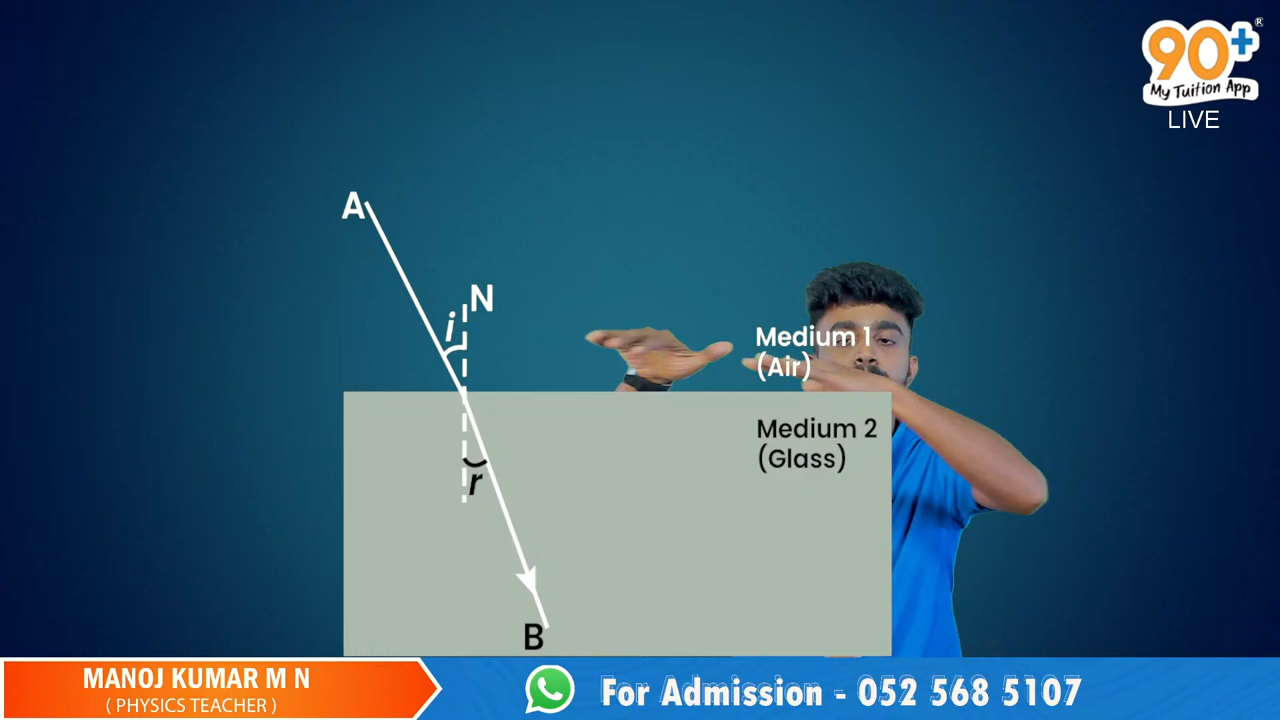 90+
®
My Tuition App
LIVE
A
N
i
Medium 1
(Air)
Medium 2
(Glass)
r
B
MANOJ KUMAR M N
( PHYSICS TEACHER )
For Admission - 052 568 5107